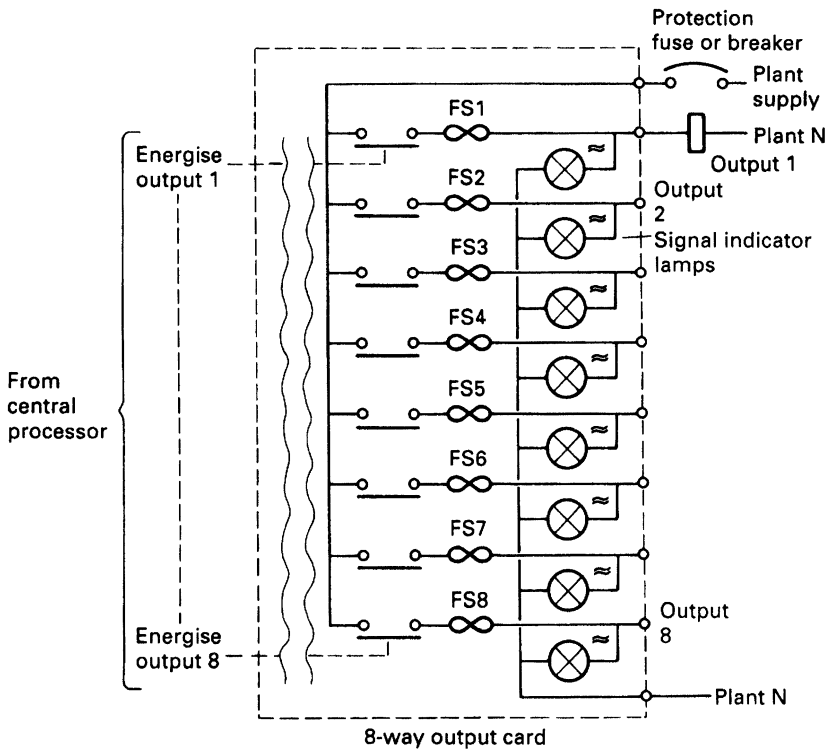 Protection
fuse or breaker
Plant
supply
FS1
Plant N
Energise
output 1
Output 1
FS2
Output
2
Signal indicator
lamps
FS3
FS4
From
central
processor
FS5
FS6
FS7
FS8
Output
8
Energise
output 8
Plant N
8-way output card